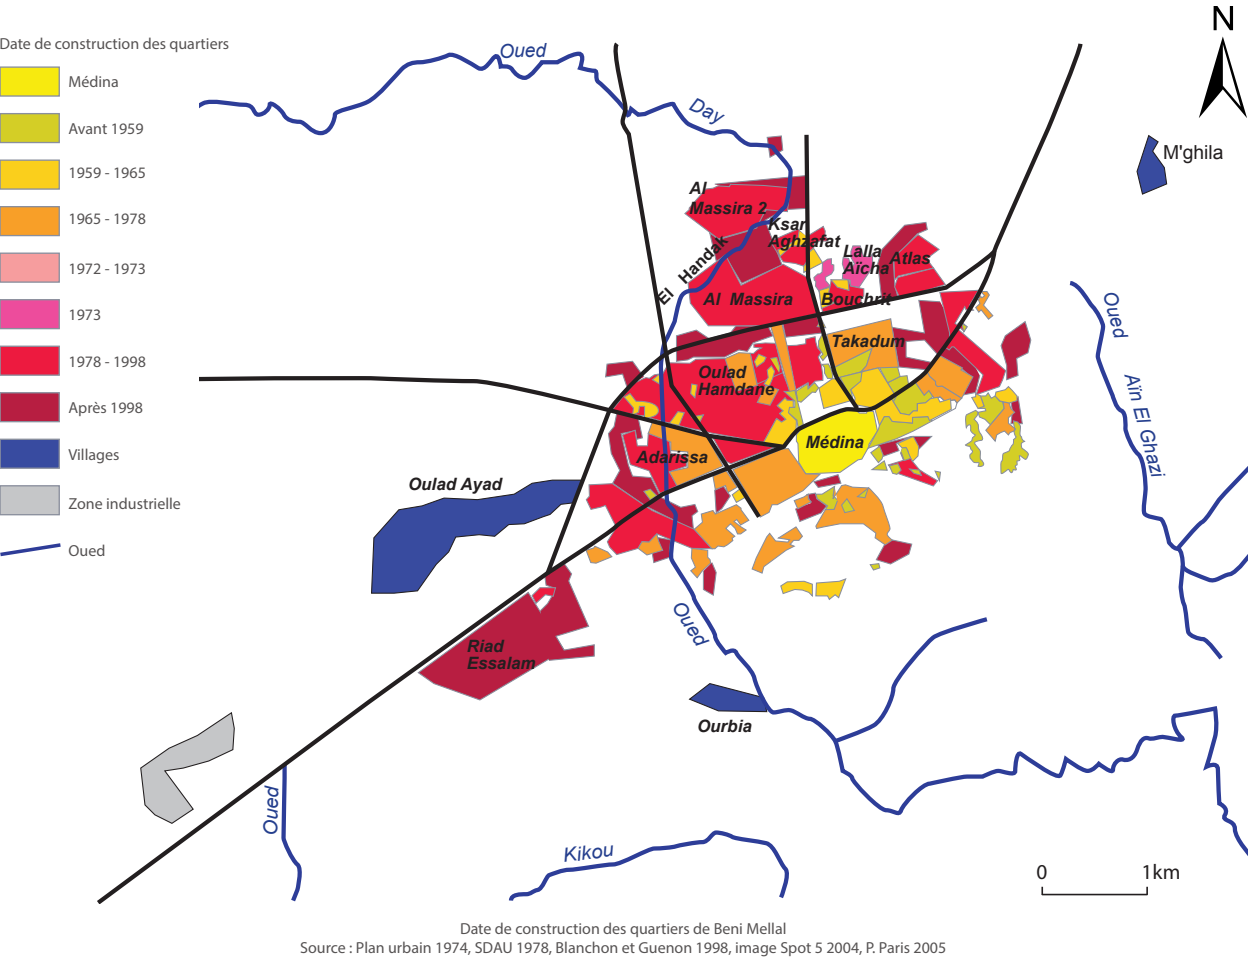 N
Date de construction des quartiers
Médina
Avant 1959
1959 - 1965
1965 - 1978
1972 - 1973
1973
1978 - 1998
Après 1998
Villages
Zone industrielle
Oued
Oued
Day
M'ghila
Al
Massira 2
Ksar
Aghzafat
El Handak
Lalla
Aïcha
Atlas
Al Massira
Bouchrit
Oued
Aïn El Ghazi
Takadum
Oulad
Hamdane
Médina
Adarissa
Oulad Ayad
Oued
Riad
Essalam
Ourbia
Oued
Kikou
0 1km
Date de construction des quartiers de Beni Mellal
Source : Plan urbain 1974, SDAU 1978, Blanchon et Guenon 1998, image Spot 5 2004, P. Paris 2005